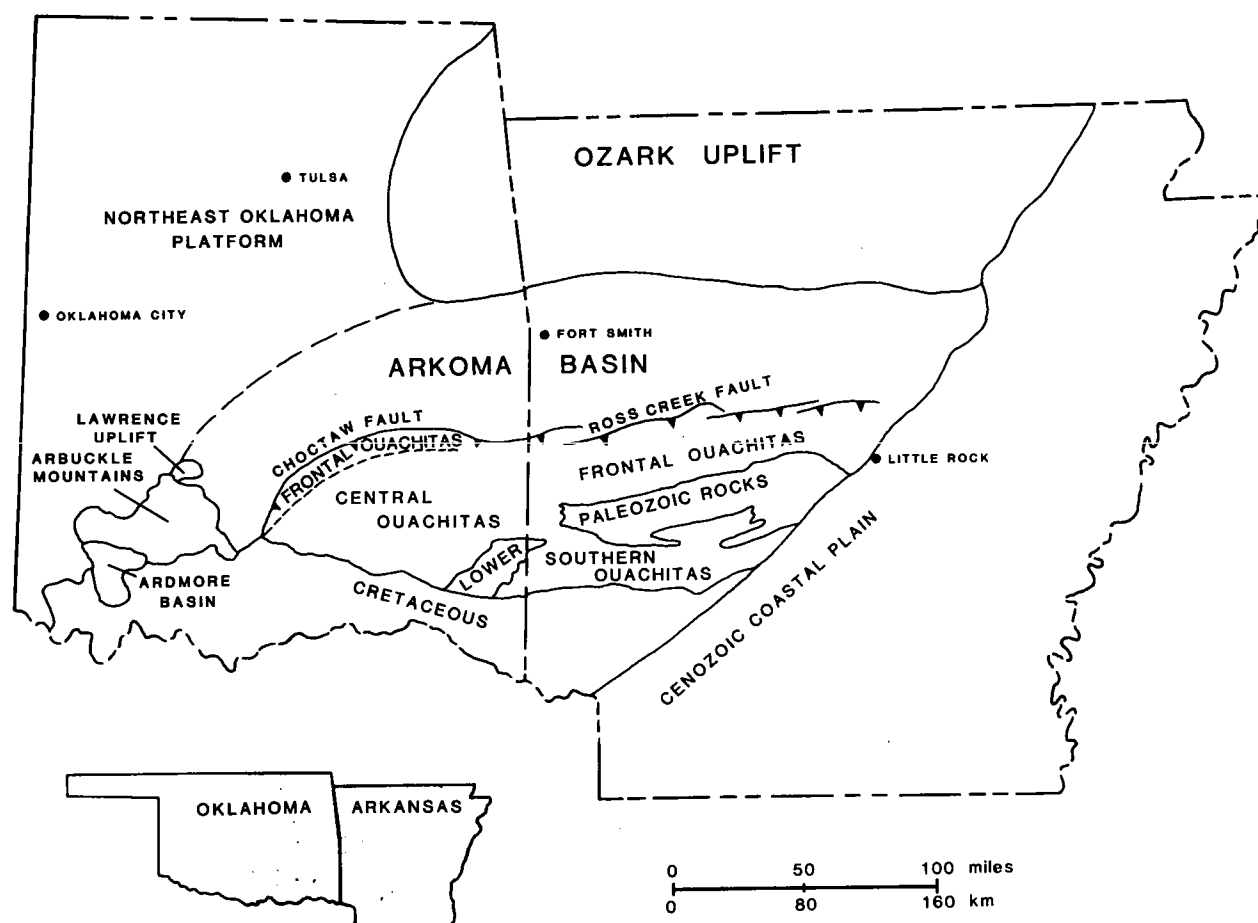 OZARK UPLIFT
TULSA
NORTHEAST OKLAHOMA
PLATFORM
OKLAHOMA CITY
FORT SMITH
ARKOMA BASIN
ROSS CREEK FAULT
CHOCTAW FAULT
LAWRENCE
UPLIFT
ARBUCKLE
MOUNTAINS
FRONTAL OUACHITAS
FRONTAL OUACHITAS
LITTLE ROCK
CENTRAL
OUACHITAS
PALEOZOIC ROCKS
LOWER
SOUTHERN
OUACHITAS
ARDMORE
BASIN
CRETACEOUS
CENOZOIC COASTAL PLAIN
OKLAHOMA
ARKANSAS
0 50 100 miles
0 80 160 km